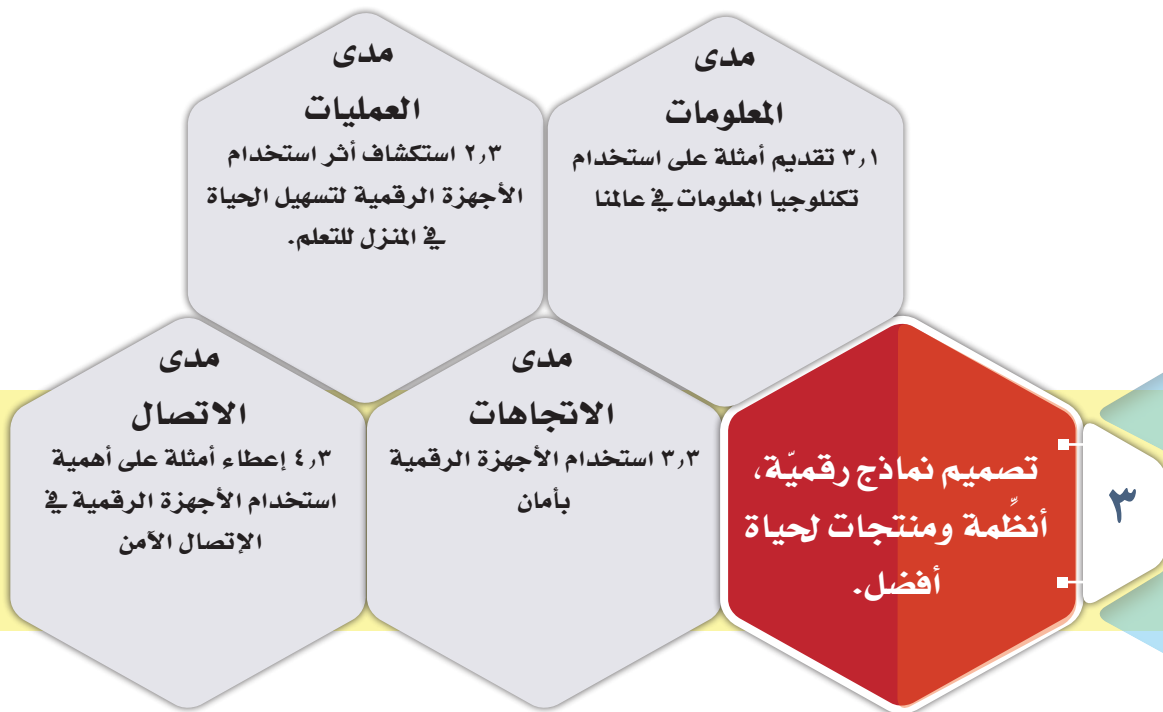 ٣
تصميم نماذج رقميّة،
أنظِّمة ومنتجات لحياة
أفضل.
مدى
المعلومات
٣,١ تقديم أمثلة على استخدام
تكنلوجيا المعلومات في عالمنا
مدى
العمليات
٢,٣ استكشاف أثر استخدام
الأجهزة الرقمية لتسهيل الحياة
في المنزل للتعلم.
مدى
الاتجاهات
٣,٣ استخدام الأجهزة الرقمية
بأمان
مدى
الاتصال
٤,٣ إعطاء أمثلة على أهمية
استخدام الأجهزة الرقمية في
الإتصال الآمن